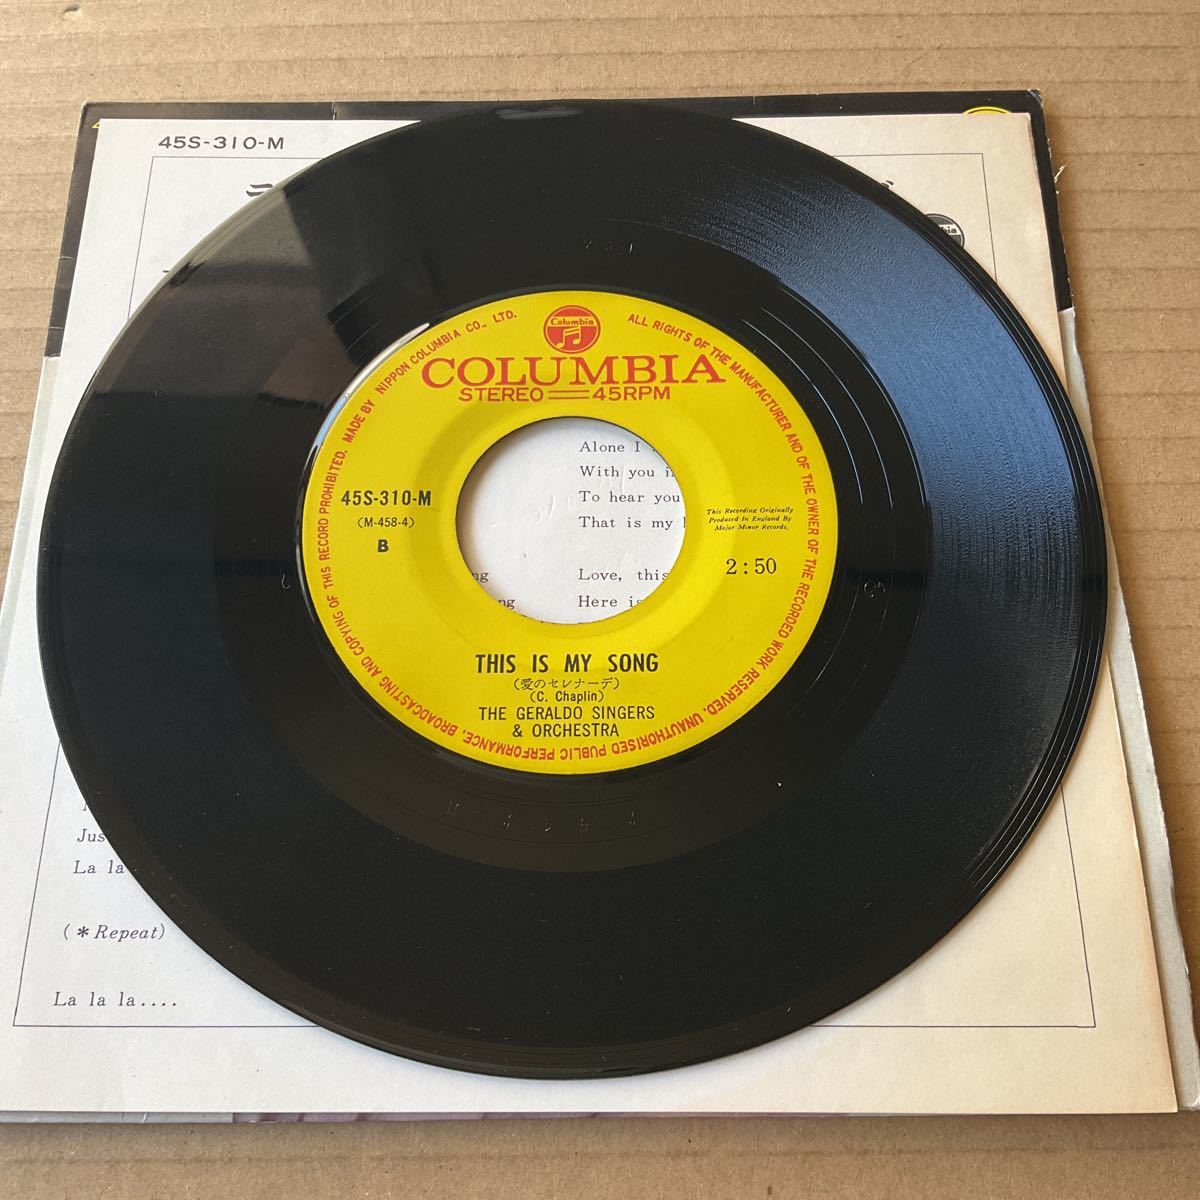 45S-310-M
Columbia
COLUMBIA
STEREO 45RPM
MADE BY NIPPON COLUMBIA CO., LTD.
ALL RIGHTS OF THE MANUFACTURER AND OF THE OWNER OF THE RECORDED WORK RESERVED. UNAUTHORISED PUBLIC PERFORMANCE, BROADCASTING AND COPYING OF THIS RECORD PROHIBITED.
45S-310-M
(M-458-4)
B
This Recording Originally
Produced In England By
Major Minor Records.
2:50
THIS IS MY SONG
(愛のセレナーデ)
(C. Chaplin)
THE GERALDO SINGERS
& ORCHESTRA
Alone I
With you
To hear you
That is my
Love, this
Here is
La la
(*Repeat)
La la la....